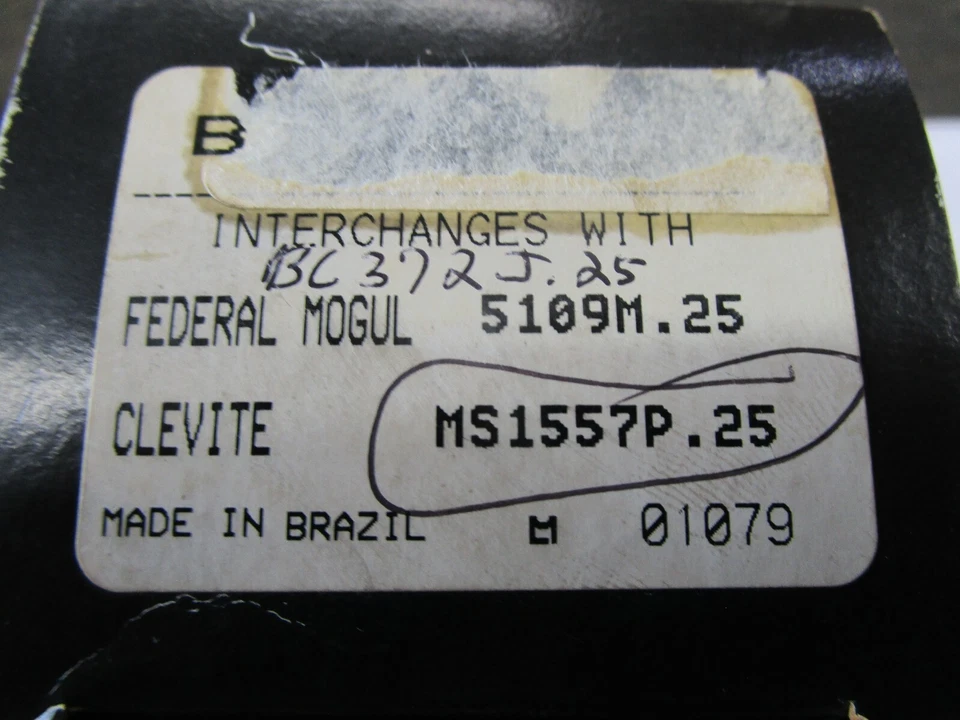 B
INTERCHANGES WITH
BC372J.25
FEDERAL MOGUL 5109M.25
CLEVITE MS1557P.25
MADE IN BRAZIL M 01079